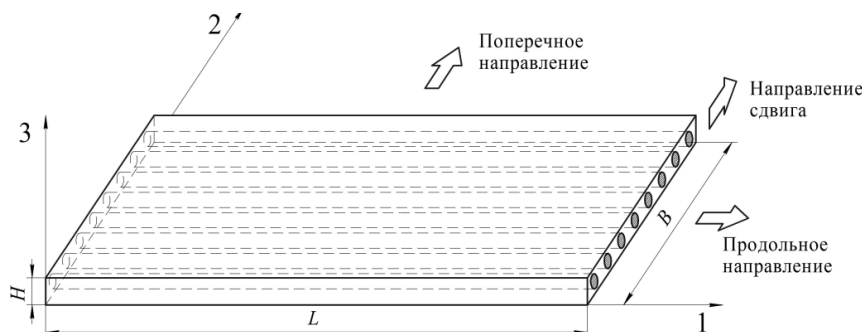 2
Поперечное
направление
Направление
сдвига
3
B
Продольное
направление
H
L
1